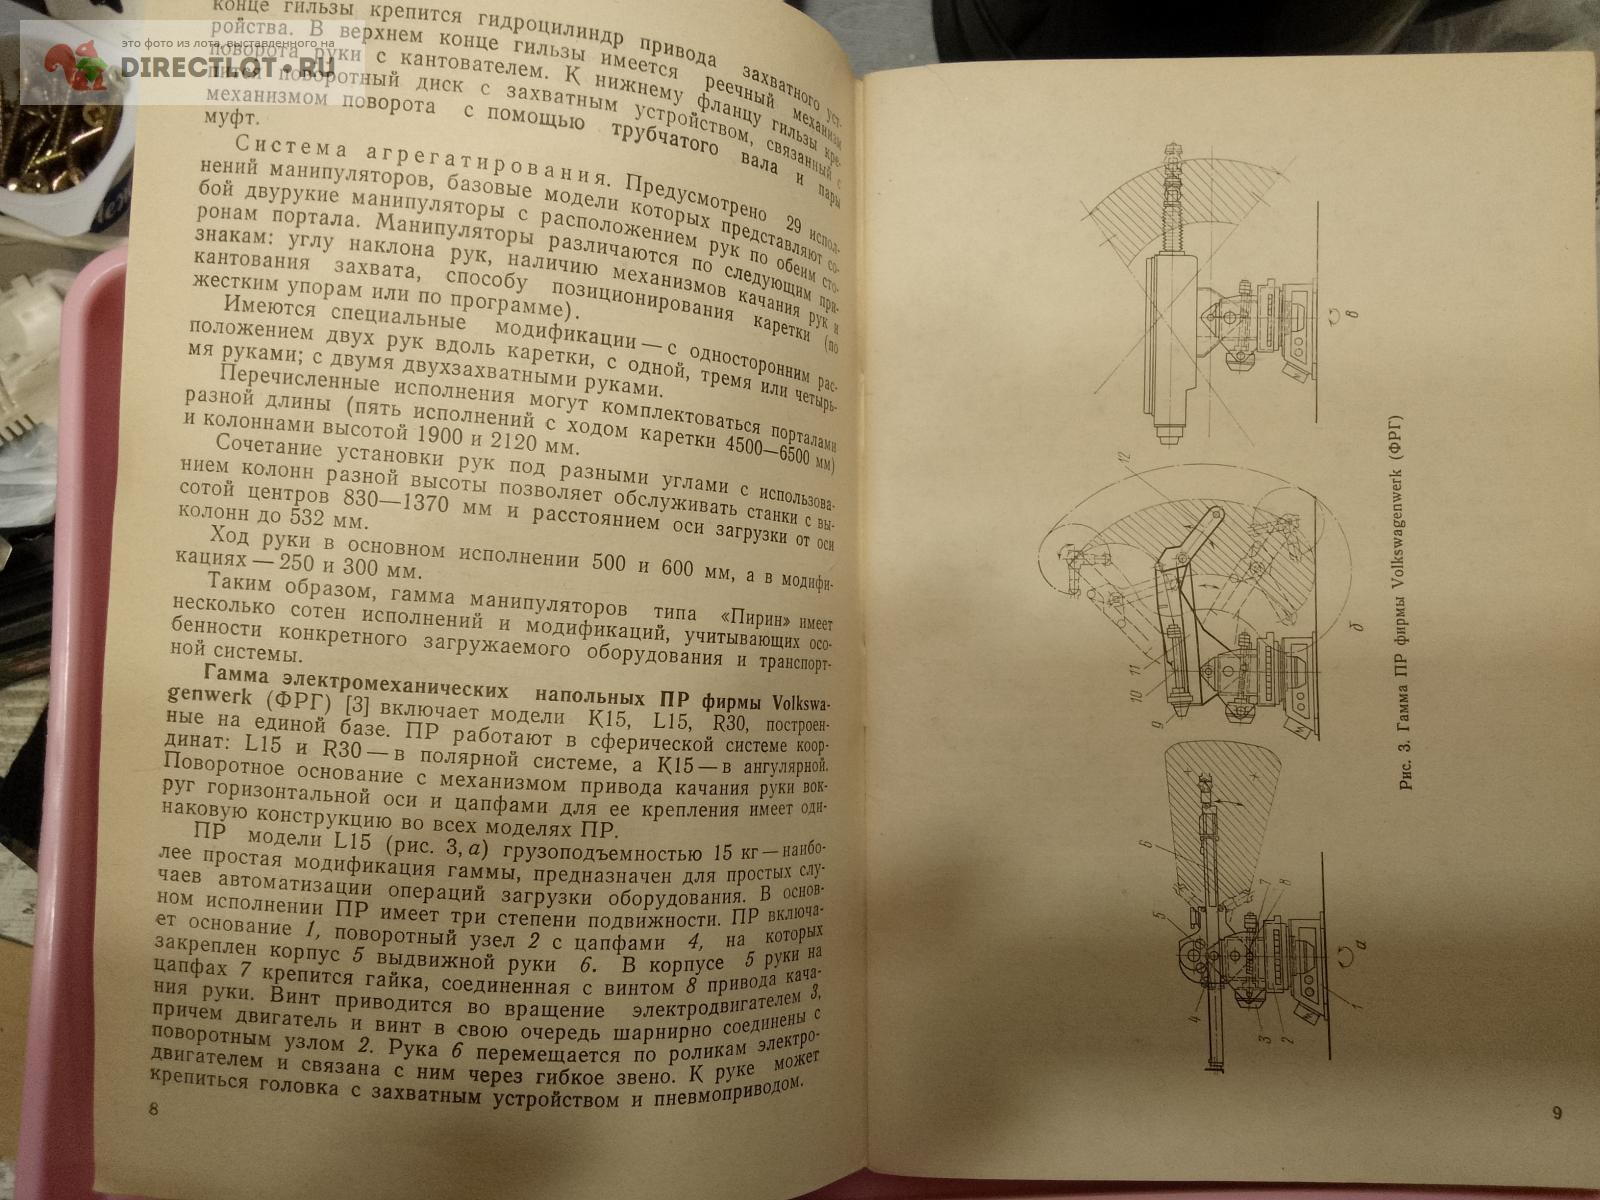 это фото из лота, выставленного на
DIRECTLOT.RU
конце гильзы крепится гидроцилиндр привода захватного уст-
ройства. В верхнем конце гильзы имеется реечный механизм
поворота руки с кантователем. К нижнему фланцу гильзы кре-
пится поворотный диск с захватным устройством, связанный с
механизмом поворота с помощью трубчатого вала и пары
муфт.
Система агрегатирования. Предусмотрено 29 испол-
нений манипуляторов, базовые модели которых представляют со-
бой двурукие манипуляторы с расположением рук по обеим сто-
ронам портала. Манипуляторы различаются по следующим при-
знакам: углу наклона рук, наличию механизмов качания рук и
кантования захвата, способу позиционирования каретки (по
жестким упорам или по программе).
Имеются специальные модификации — с односторонним рас-
положением двух рук вдоль каретки, с одной, тремя или четырь-
мя руками; с двумя двухзахватными руками.
Перечисленные исполнения могут комплектоваться порталами
разной длины (пять исполнений с ходом каретки 4500—6500 мм)
и колоннами высотой 1900 и 2120 мм.
Сочетание установки рук под разными углами с использова-
нием колонн разной высоты позволяет обслуживать станки с вы-
сотой центров 830—1370 мм и расстоянием оси загрузки от оси
колонн до 532 мм.
Ход руки в основном исполнении 500 и 600 мм, а в модифи-
кациях — 250 и 300 мм.
Таким образом, гамма манипуляторов типа «Пирин» имеет
несколько сотен исполнений и модификаций, учитывающих осо-
бенности конкретного загружаемого оборудования и транспорт-
ной системы.
Гамма электромеханических напольных ПР фирмы Volkswa-
genwerk (ФРГ) [3] включает модели K15, L15, R30, построен-
ные на единой базе. ПР работают в сферической системе коор-
динат: L15 и R30 — в полярной системе, а K15 — в ангулярной.
Поворотное основание с механизмом привода качания руки вок-
руг горизонтальной оси и цапфами для ее крепления имеет оди-
наковую конструкцию во всех моделях ПР.
ПР модели L15 (рис. 3, а) грузоподъемностью 15 кг — наибо-
лее простая модификация гаммы, предназначен для простых слу-
чаев автоматизации операций загрузки оборудования. В основ-
ном исполнении ПР имеет три степени подвижности. ПР включа-
ет основание 1, поворотный узел 2 с цапфами 4, на которых
закреплен корпус 5 выдвижной руки 6. В корпусе 5 руки на
цапфах 7 крепится гайка, соединенная с винтом 8 привода кача-
ния руки. Винт приводится во вращение электродвигателем 3,
причем двигатель и винт в свою очередь шарнирно соединены с
поворотным узлом 2. Рука 6 перемещается по роликам электро-
двигателем и связана с ним через гибкое звено. К руке может
крепиться головка с захватным устройством и пневмоприводом.
8
4
5
6
7
8
3
2
1
а
9
10
11
12
б
в
Рис. 3. Гамма ПР фирмы Volkswagenwerk (ФРГ)
9